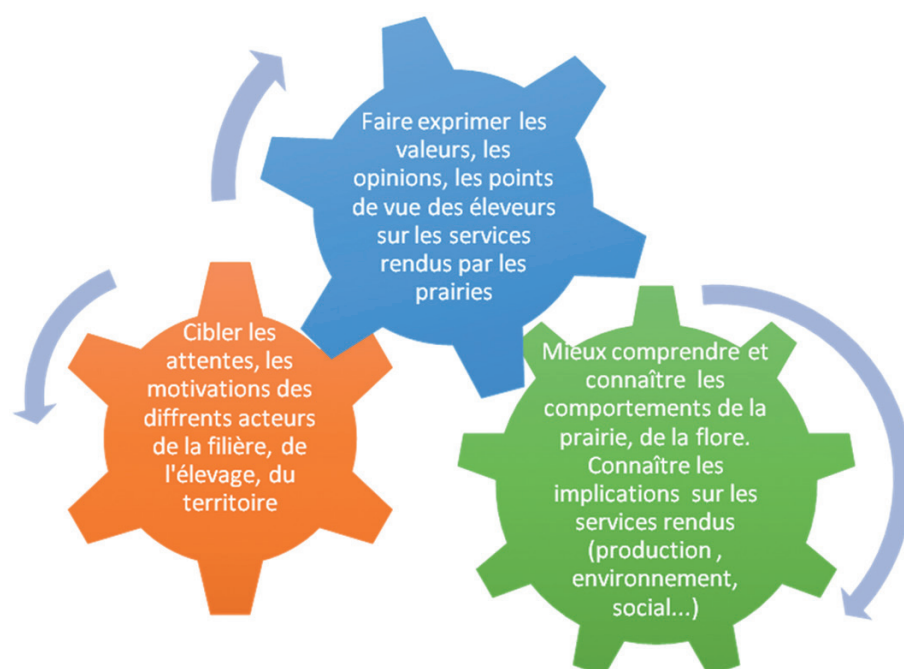 Faire exprimer les
valeurs, les
opinions, les points
de vue des éleveurs
sur les services
rendus par les
prairies
Cibler les
attentes, les
motivations des
diffrents acteurs
de la filière, de
l'élevage, du
territoire
Mieux comprendre et
connaître les
comportements de la
prairie, de la flore.
Connaître les
implications sur les
services rendus
(production ,
environnement,
social...)